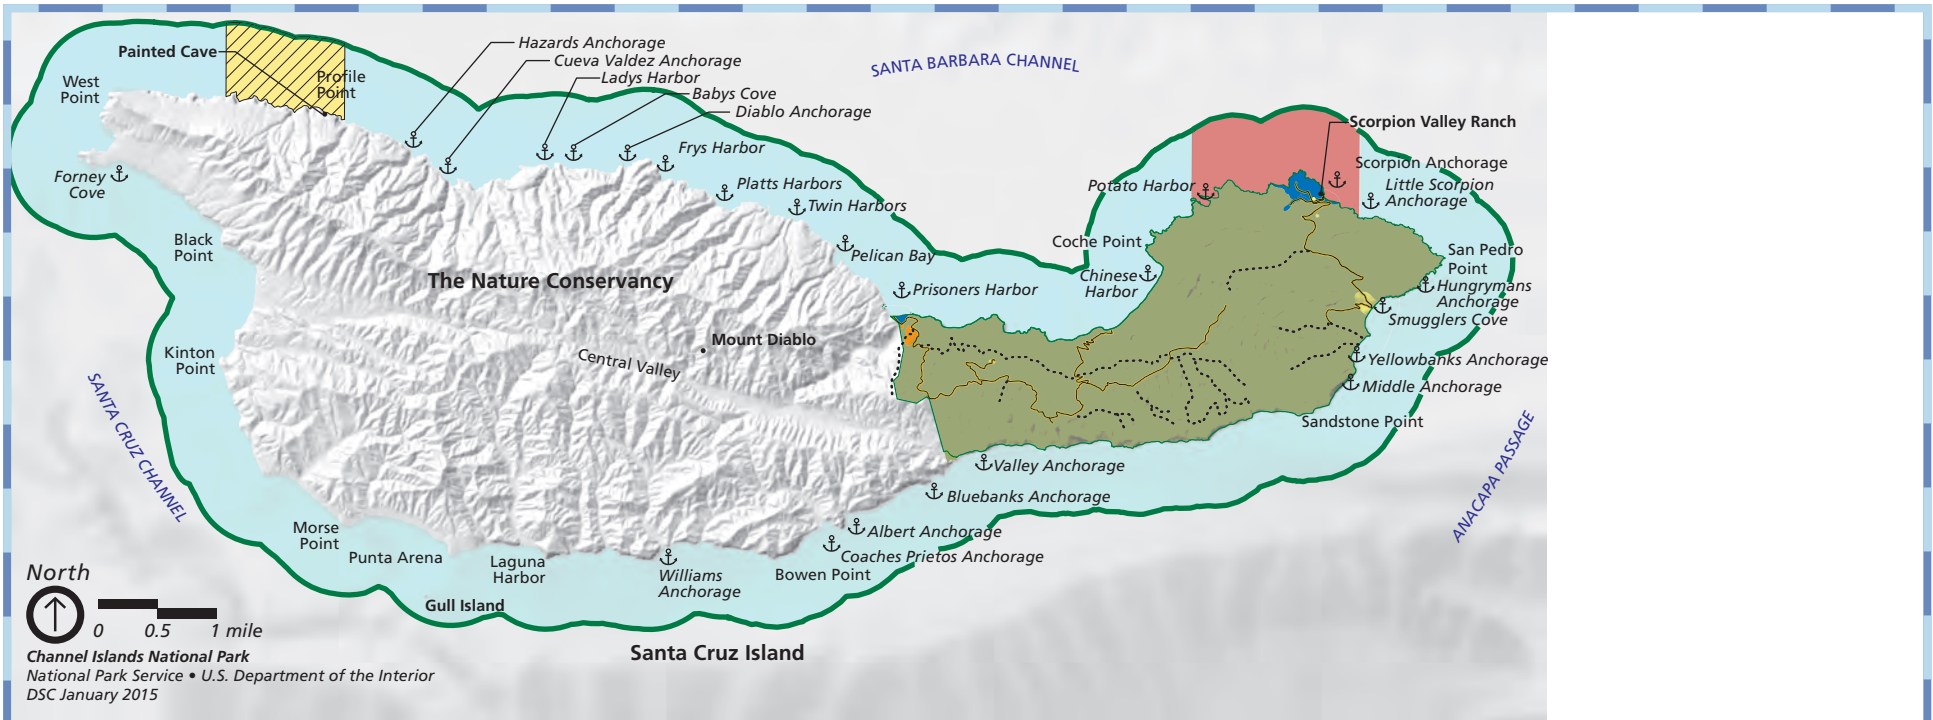 Hazards Anchorage
Painted Cave
Cueva Valdez Anchorage
SANTA BARBARA CHANNEL
West
Point
Profile
Point
Ladys Harbor
Babys Cove
Diablo Anchorage
Scorpion Valley Ranch
Frys Harbor
Scorpion Anchorage
Forney
Cove
Platts Harbors
Potato Harbor
Little Scorpion
Anchorage
Twin Harbors
Black
Point
Coche Point
San Pedro
Point
Pelican Bay
The Nature Conservancy
Chinese
Harbor
Prisoners Harbor
Hungrymans
Anchorage
Smugglers Cove
Mount Diablo
Kinton
Point
Central Valley
Yellowbanks Anchorage
Middle Anchorage
SANTA CRUZ CHANNEL
Sandstone Point
ANACAPA PASSAGE
Valley Anchorage
Bluebanks Anchorage
Morse
Point
Albert Anchorage
Punta Arena
Laguna
Harbor
Coaches Prietos Anchorage
Williams
Anchorage
Bowen Point
Gull Island
North
0 0.5 1 mile
Santa Cruz Island
Channel Islands National Park
National Park Service • U.S. Department of the Interior
DSC January 2015